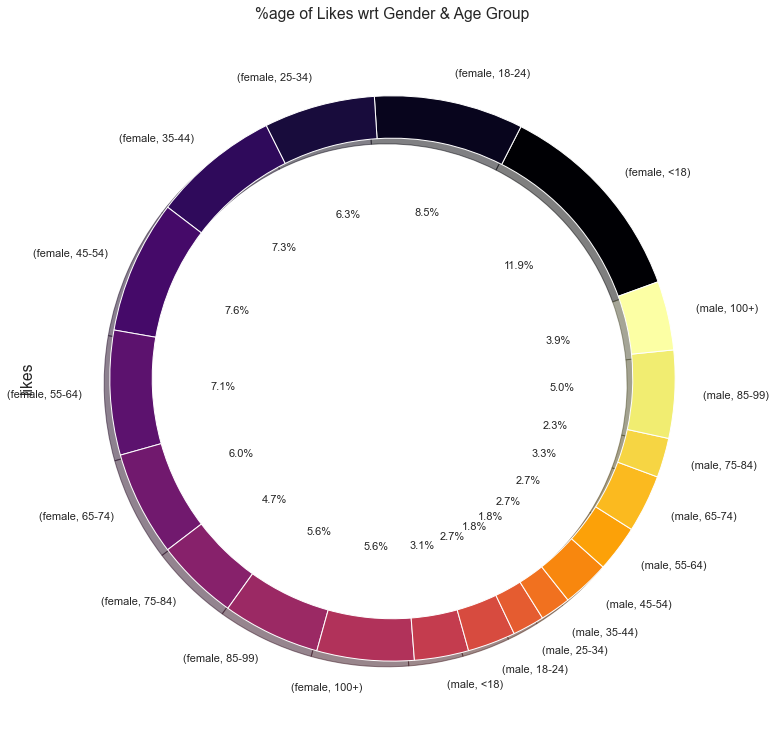 %age of Likes wrt Gender & Age Group
(female, 18-24)
(female, 25-34)
(female, 35-44)
(female, <18)
(female, 45-54)
(male, 100+)
likes
(female, 55-64)
(male, 85-99)
(male, 75-84)
(female, 65-74)
(male, 65-74)
(male, 55-64)
(female, 75-84)
(male, 45-54)
(male, 35-44)
(male, 25-34)
(female, 85-99)
(male, 18-24)
(female, 100+)
(male, <18)
8.5%
6.3%
7.3%
11.9%
7.6%
3.9%
7.1%
5.0%
2.3%
6.0%
3.3%
2.7%
4.7%
2.7%
1.8%
1.8%
5.6%
2.7%
5.6%
3.1%